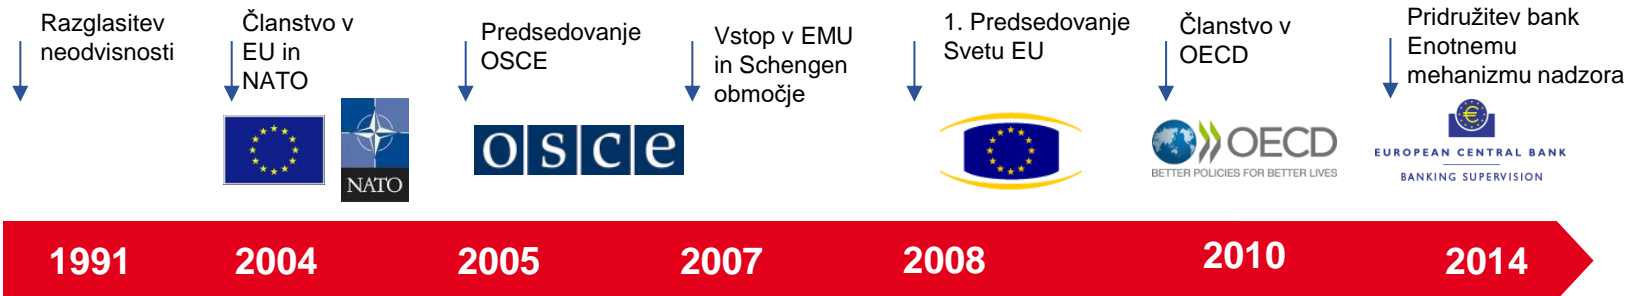 Razglasitev
neodvisnosti
Članstvo v
EU in
NATO
NATO
Predsedovanje
OSCE
osce
Vstop v EMU
in Schengen
območje
1. Predsedovanje
Svetu EU
Članstvo v
OECD
OECD
BETTER POLICIES FOR BETTER LIVES
Pridružitev bank
Enotnemu
mehanizmu nadzora
EUROPEAN CENTRAL BANK
BANKING SUPERVISION
1991
2004
2005
2007
2008
2010
2014